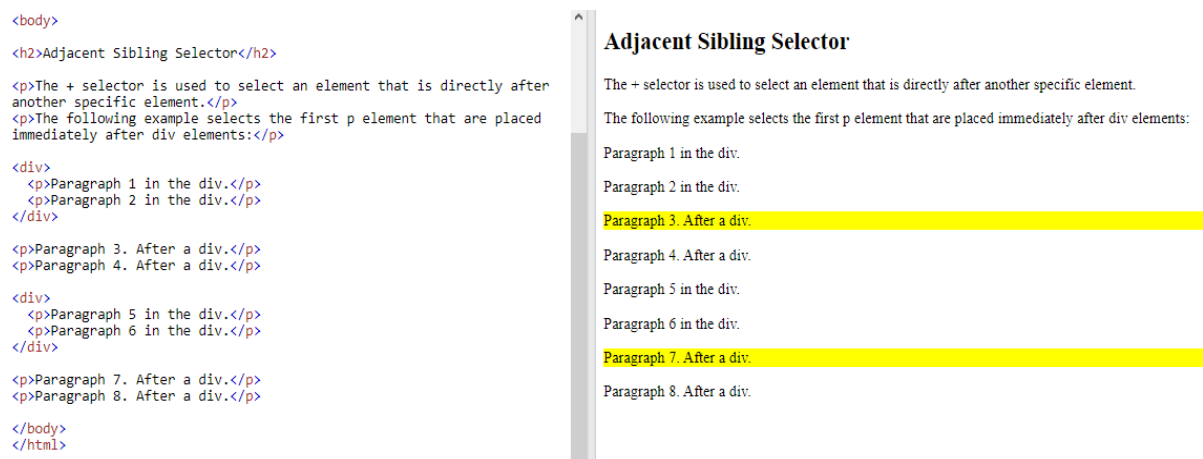 <body>
<h2>Adjacent Sibling Selector</h2>
<p>The + selector is used to select an element that is directly after
another specific element.</p>
<p>The following example selects the first p element that are placed
immediately after div elements:</p>
<div>
<p>Paragraph 1 in the div.</p>
<p>Paragraph 2 in the div.</p>
</div>
<p>Paragraph 3. After a div.</p>
<p>Paragraph 4. After a div.</p>
<div>
<p>Paragraph 5 in the div.</p>
<p>Paragraph 6 in the div.</p>
</div>
<p>Paragraph 7. After a div.</p>
<p>Paragraph 8. After a div.</p>
</body>
</html>
Adjacent Sibling Selector
The + selector is used to select an element that is directly after another specific element.
The following example selects the first p element that are placed immediately after div elements:
Paragraph 1 in the div.
Paragraph 2 in the div.
Paragraph 3. After a div.
Paragraph 4. After a div.
Paragraph 5 in the div.
Paragraph 6 in the div.
Paragraph 7. After a div.
Paragraph 8. After a div.